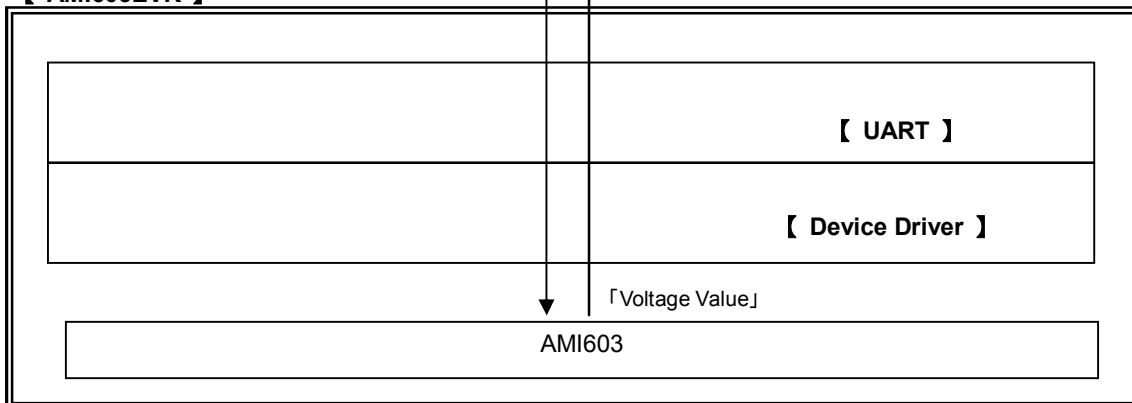 【 UART 】
【 Device Driver 】
「Voltage Value」
AMI603